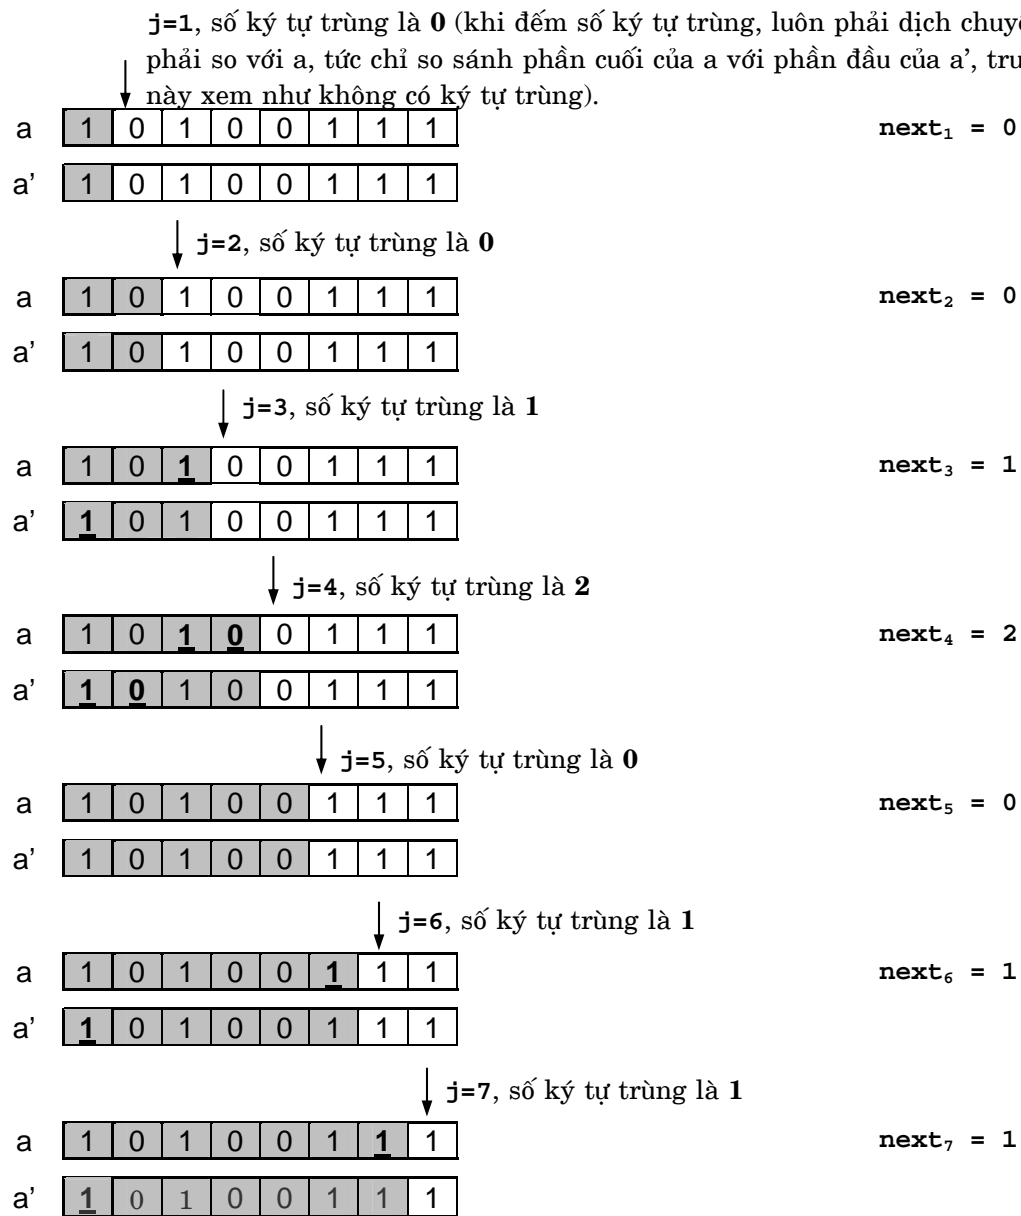 j=1, số ký tự trùng là 0 (khi đếm số ký tự trùng, luôn phải dịch
phải so với a, tức chỉ so sánh phần cuối của a với phần đầu của a',
này xem như không có ký tự trùng).
a 1 0 1 0 0 1 1 1 next₁ = 0
a' 1 0 1 0 0 1 1 1
j=2, số ký tự trùng là 0
a 1 0 1 0 0 1 1 1 next₂ = 0
a' 1 0 1 0 0 1 1 1
j=3, số ký tự trùng là 1
a 1 0 1 0 0 1 1 1 next₃ = 1
a' 1 0 1 0 0 1 1 1
j=4, số ký tự trùng là 2
a 1 0 1 0 0 1 1 1 next₄ = 2
a' 1 0 1 0 0 1 1 1
j=5, số ký tự trùng là 0
a 1 0 1 0 0 1 1 1 next₅ = 0
a' 1 0 1 0 0 1 1 1
j=6, số ký tự trùng là 1
a 1 0 1 0 0 1 1 1 next₆ = 1
a' 1 0 1 0 0 1 1 1
j=7, số ký tự trùng là 1
a 1 0 1 0 0 1 1 1 next₇ = 1
a' 1 0 1 0 0 1 1 1